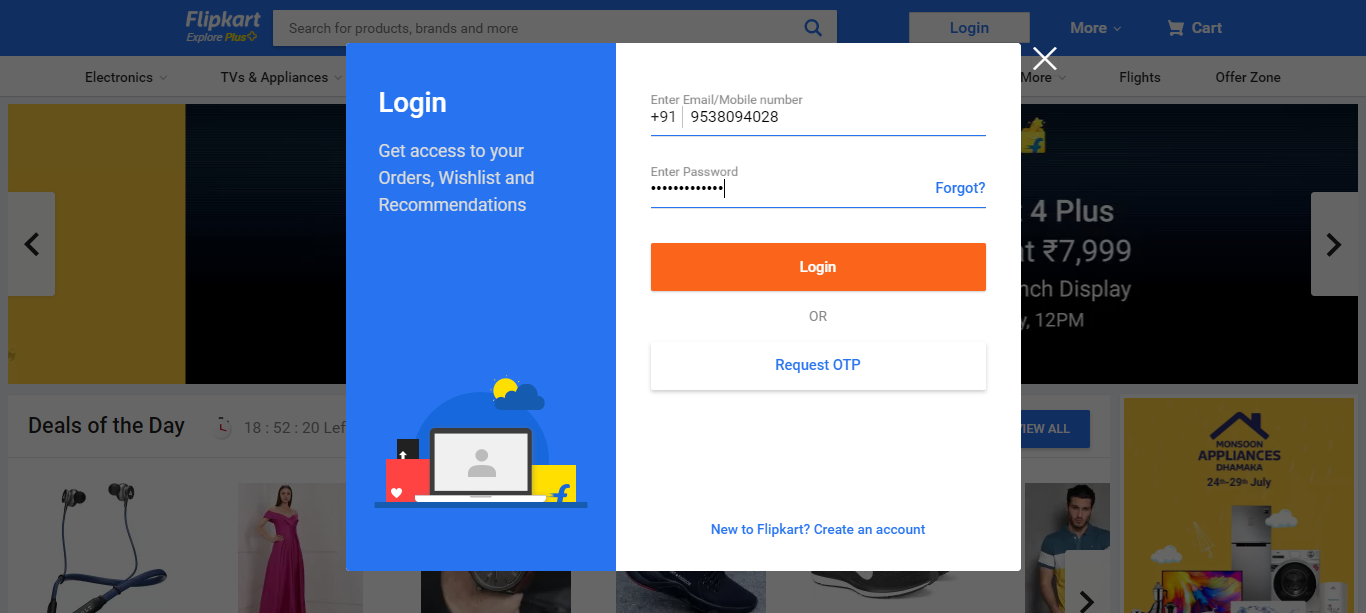 Flipkart
Explore Plus
Search for products, brands and more
Login
More
Cart
Electronics
TVs & Appliances
More
Flights
Offer Zone
Login
Get access to your
Orders, Wishlist and
Recommendations
Enter Email/Mobile number
+91 9538094028
Enter Password
•••••••••••••
Forgot?
Login
OR
Request OTP
New to Flipkart? Create an account
4 Plus
₹7,999
Display
12PM
Deals of the Day
18 : 52 : 20
VIEW ALL
MONSOON
APPLIANCES
DHAMAKA
24th-29th July